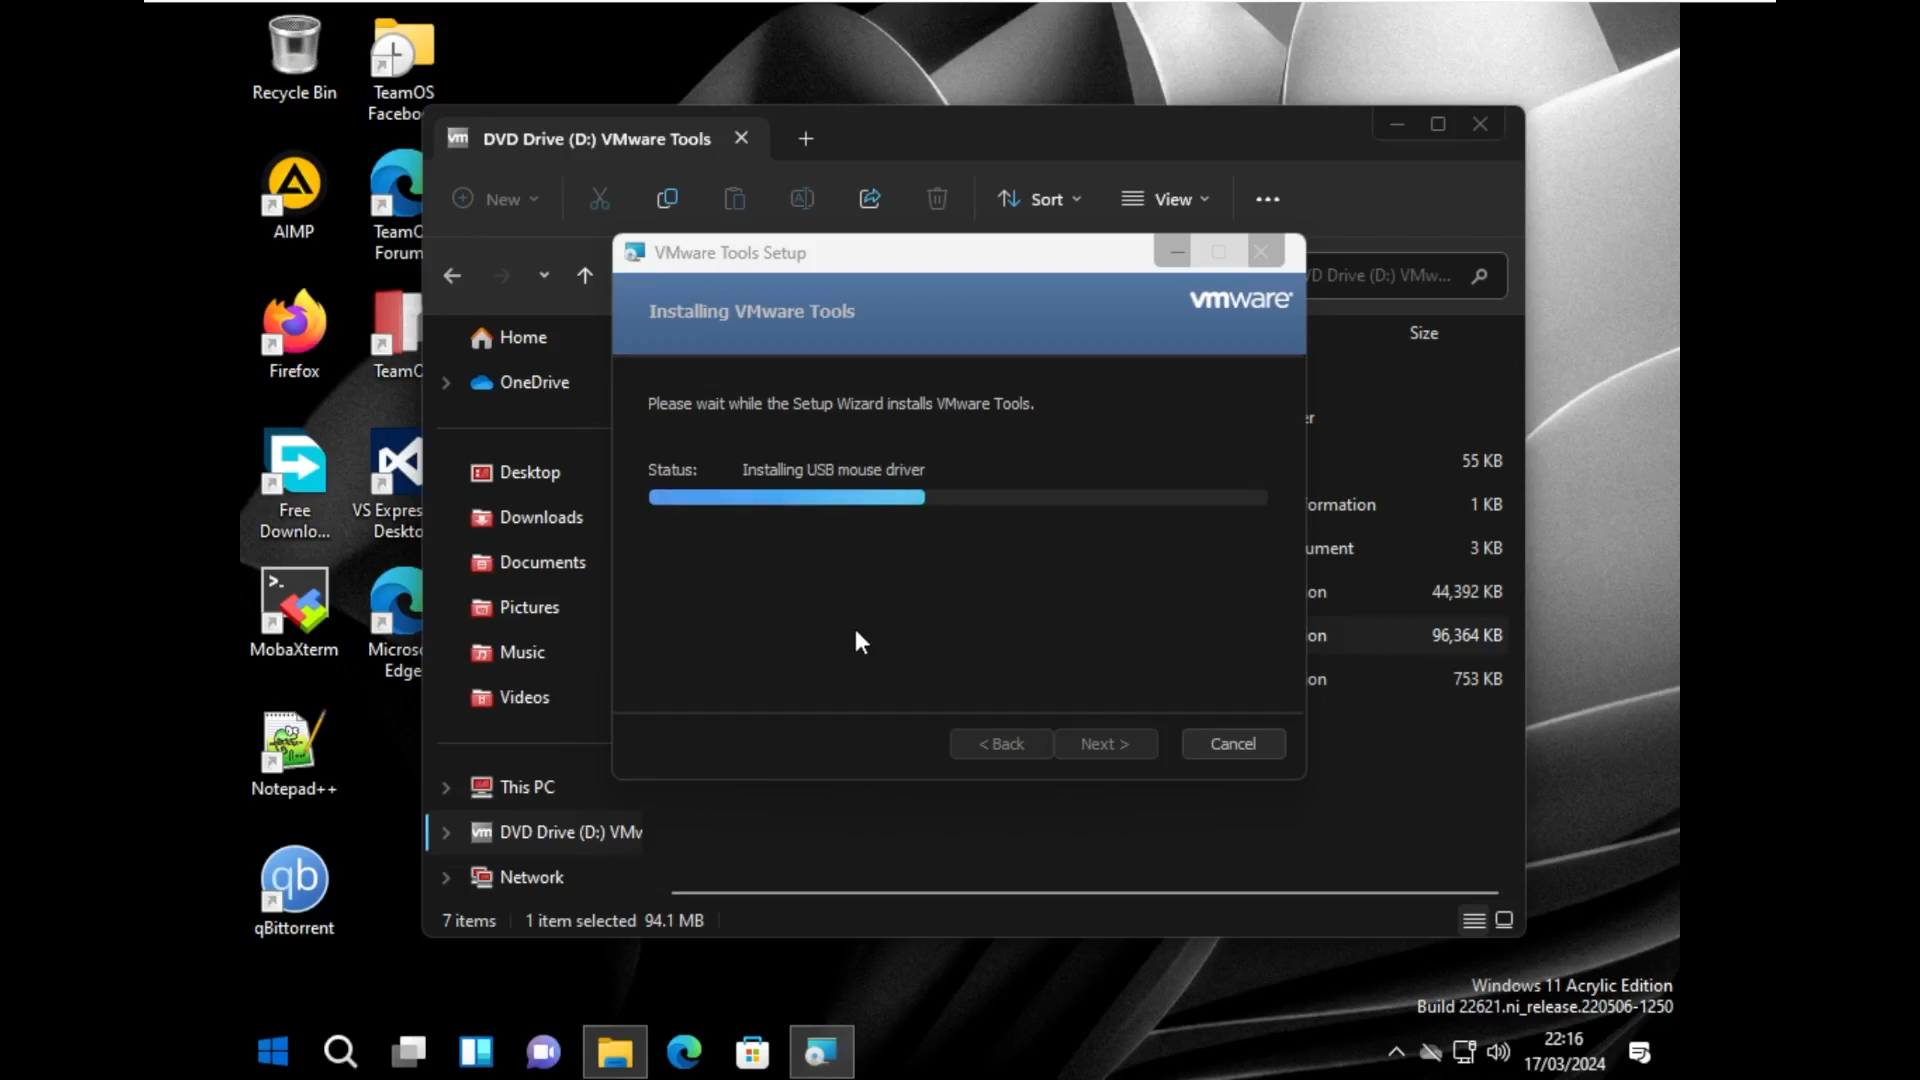 Recycle Bin
TeamOS
Facebo
AIMP
Forum
Firefox
Free
Downlo...
VS Expres
Deskto
MobaXterm
Micros
Edge
Notepad++
qb
qBittorrent
vm DVD Drive (D:) VMware Tools
New
Sort
View
D Drive (D:) VMw...
Size
Home
OneDrive
Desktop
Downloads
Documents
Pictures
Music
Videos
This PC
vm DVD Drive (D:) VMw
Network
VMware Tools Setup
Installing VMware Tools
vmware
Please wait while the Setup Wizard installs VMware Tools.
Status: Installing USB mouse driver
< Back
Next >
Cancel
er
55 KB
ormation 1 KB
ument 3 KB
on 44,392 KB
on 96,364 KB
on 753 KB
7 items 1 item selected 94.1 MB
Windows 11 Acrylic Edition
Build 22621.ni_release.220506-1250
22:16
17/03/2024